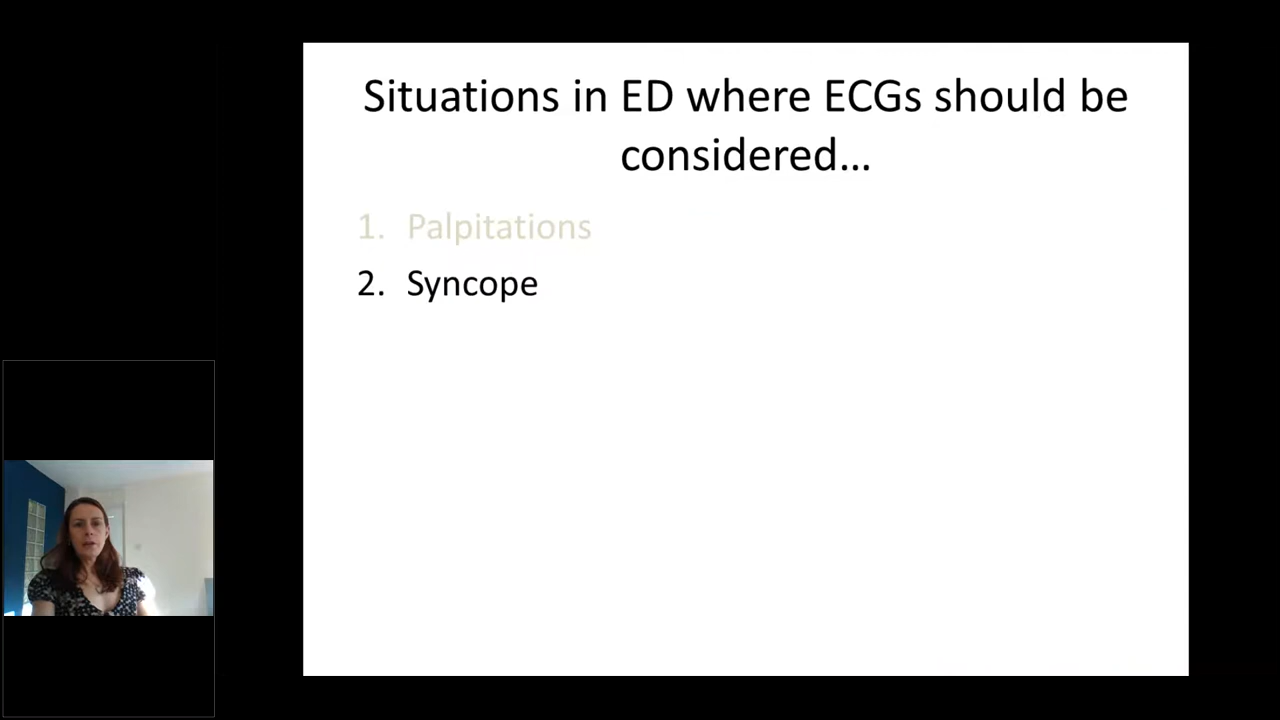 Situations in ED where ECGs should be
considered…
1. Palpitations
2. Syncope